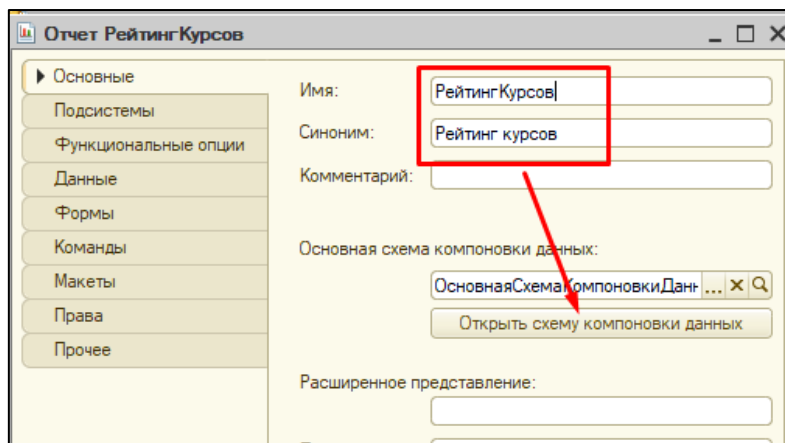 Отчет РейтингКурсов
Основные
Подсистемы
Функциональные опции
Данные
Формы
Команды
Макеты
Права
Прочее
Имя: РейтингКурсов
Синоним: Рейтинг курсов
Комментарий:
Основная схема компоновки данных:
ОсновнаяСхемаКомпоновкиДанн ...
Открыть схему компоновки данных
Расширенное представление: